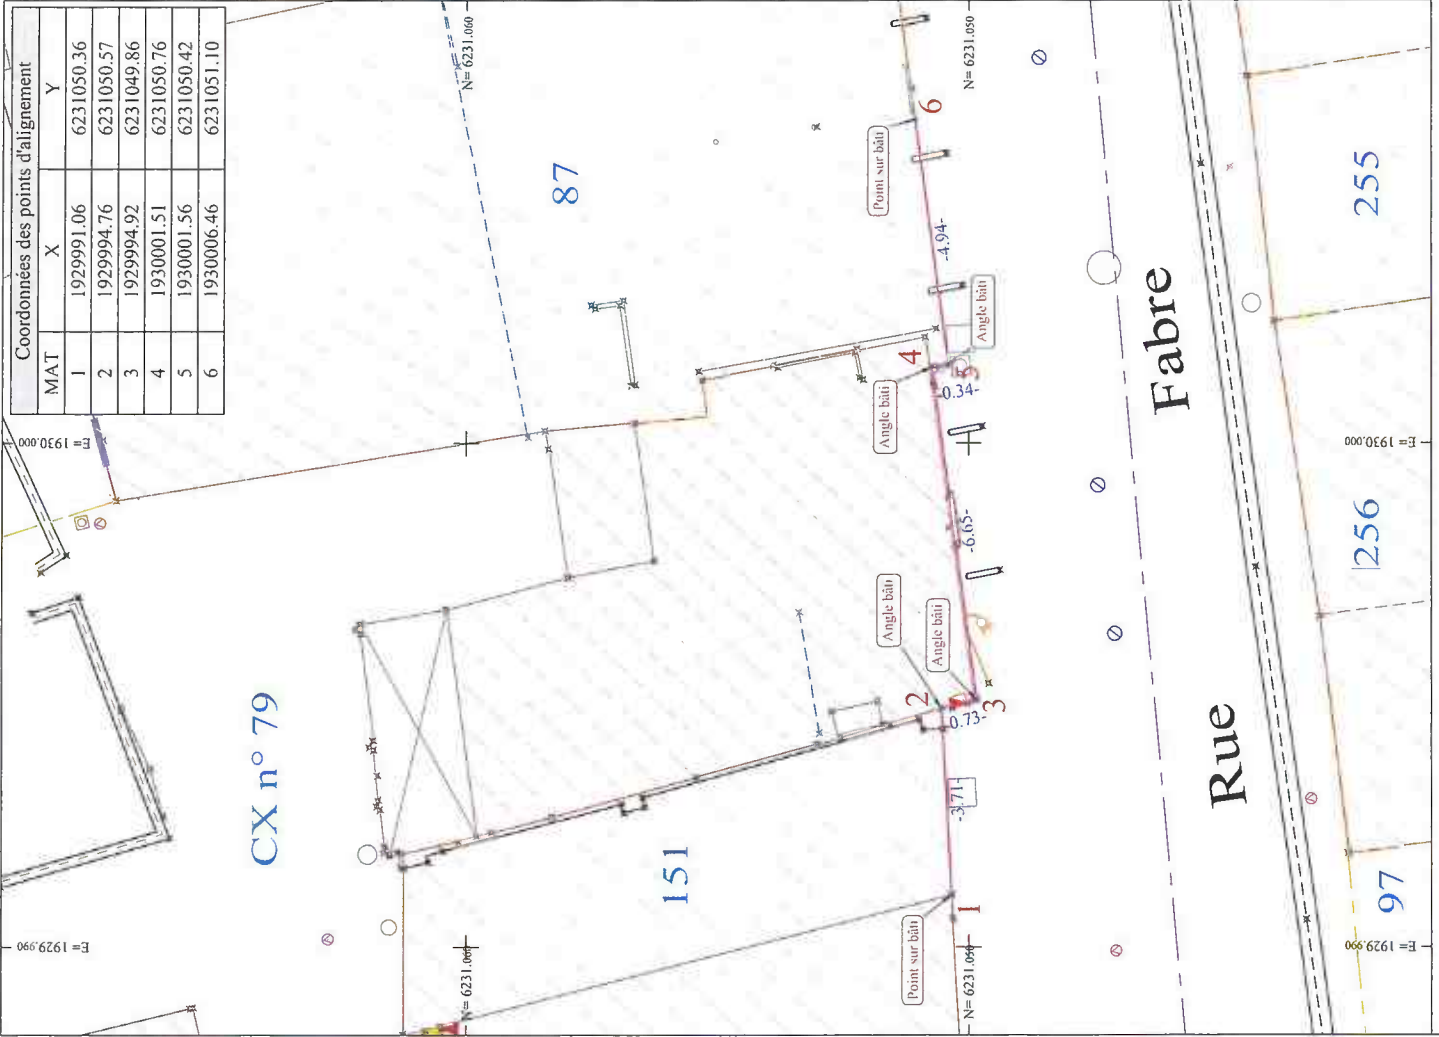 Coordonnées des points d'alignement
MAT X Y
1 1929991.06 6231050.36
2 1929994.76 6231050.57
3 1929994.92 6231049.86
4 1930001.51 6231050.76
5 1930001.56 6231050.42
6 1930006.46 6231051.10
N= 6231.060
N= 6231.050
E= 1930.000
E= 1929.990
87
CX n° 79
151
Point sur bâti
6
-4.94-
Angle bâti
4
5
Angle bâti
0.34-
-6.65-
Angle bâti
Angle bâti
2
3
0.73-
-3.71-
1
Point sur bâti
N= 6231.060
N= 6231.050
Rue Fabre
255
256
97
E= 1930.000
E= 1929.990